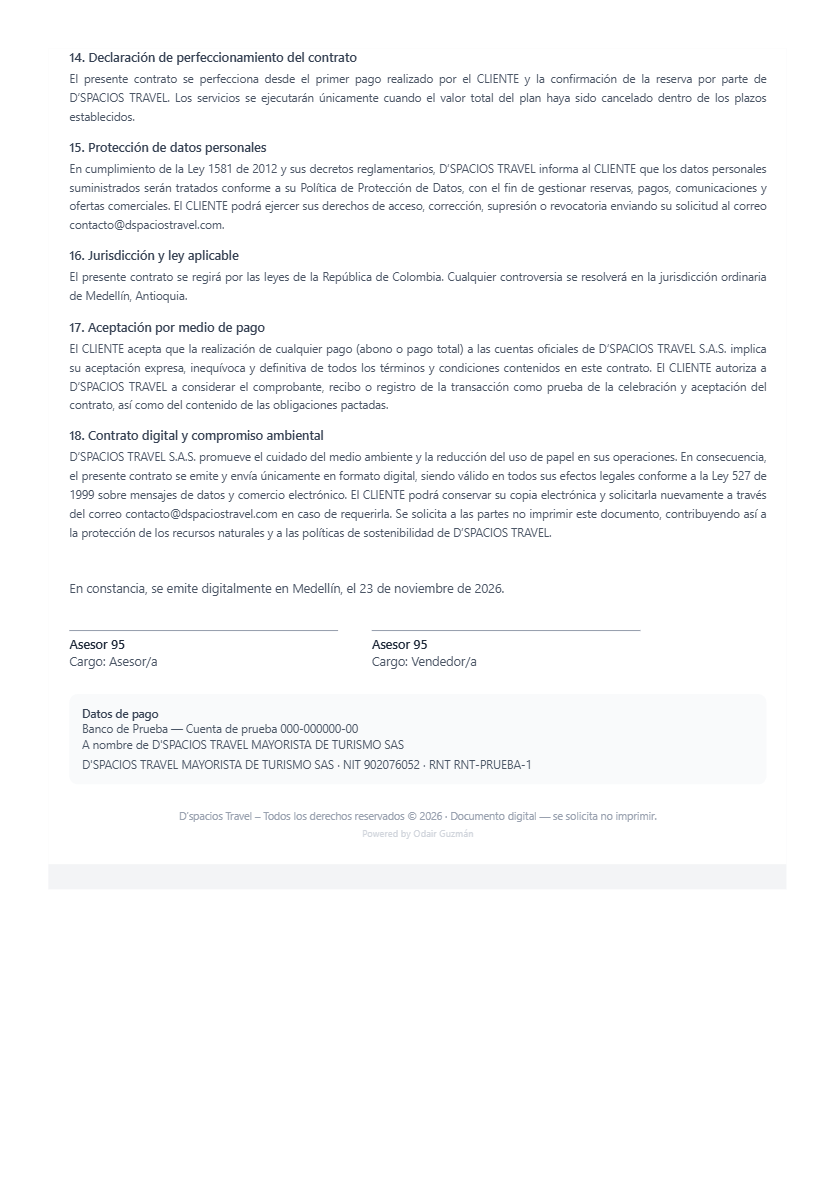 14. Declaración de perfeccionamiento del contrato
El presente contrato se perfecciona desde el primer pago realizado por el CLIENTE y la confirmación de la reserva por parte de
D'SPACIOS TRAVEL. Los servicios se ejecutarán únicamente cuando el valor total del plan haya sido cancelado dentro de los plazos
establecidos.
15. Protección de datos personales
En cumplimiento de la Ley 1581 de 2012 y sus decretos reglamentarios, D'SPACIOS TRAVEL informa al CLIENTE que los datos personales
suministrados serán tratados conforme a su Política de Protección de Datos, con el fin de gestionar reservas, pagos, comunicaciones y
ofertas comerciales. El CLIENTE podrá ejercer sus derechos de acceso, corrección, supresión o revocatoria enviando su solicitud al correo
contacto@dspaciostravel.com.
16. Jurisdicción y ley aplicable
El presente contrato se regirá por las leyes de la República de Colombia. Cualquier controversia se resolverá en la jurisdicción ordinaria
de Medellín, Antioquia.
17. Aceptación por medio de pago
El CLIENTE acepta que la realización de cualquier pago (abono o pago total) a las cuentas oficiales de D'SPACIOS TRAVEL S.A.S. implica
su aceptación expresa, inequívoca y definitiva de todos los términos y condiciones contenidos en este contrato. El CLIENTE autoriza a
D'SPACIOS TRAVEL a considerar el comprobante, recibo o registro de la transacción como prueba de la celebración y aceptación del
contrato, así como del contenido de las obligaciones pactadas.
18. Contrato digital y compromiso ambiental
D'SPACIOS TRAVEL S.A.S. promueve el cuidado del medio ambiente y la reducción del uso de papel en sus operaciones. En consecuencia,
el presente contrato se emite y envía únicamente en formato digital, siendo válido en todos sus efectos legales conforme a la Ley 527 de
1999 sobre mensajes de datos y comercio electrónico. El CLIENTE podrá conservar su copia electrónica y solicitarla nuevamente a través
del correo contacto@dspaciostravel.com en caso de requerirla. Se solicita a las partes no imprimir este documento, contribuyendo así a
la protección de los recursos naturales y a las políticas de sostenibilidad de D'SPACIOS TRAVEL.
En constancia, se emite digitalmente en Medellín, el 23 de noviembre de 2026.
Asesor 95 Asesor 95
Cargo: Asesor/a Cargo: Vendedor/a
Datos de pago
Banco de Prueba — Cuenta de prueba 000-000000-00
A nombre de D'SPACIOS TRAVEL MAYORISTA DE TURISMO SAS
D'SPACIOS TRAVEL MAYORISTA DE TURISMO SAS · NIT 902076052 · RNT RNT-PRUEBA-1
D'spacios Travel – Todos los derechos reservados © 2026 · Documento digital — se solicita no imprimir.
Powered by Odair Guzmán